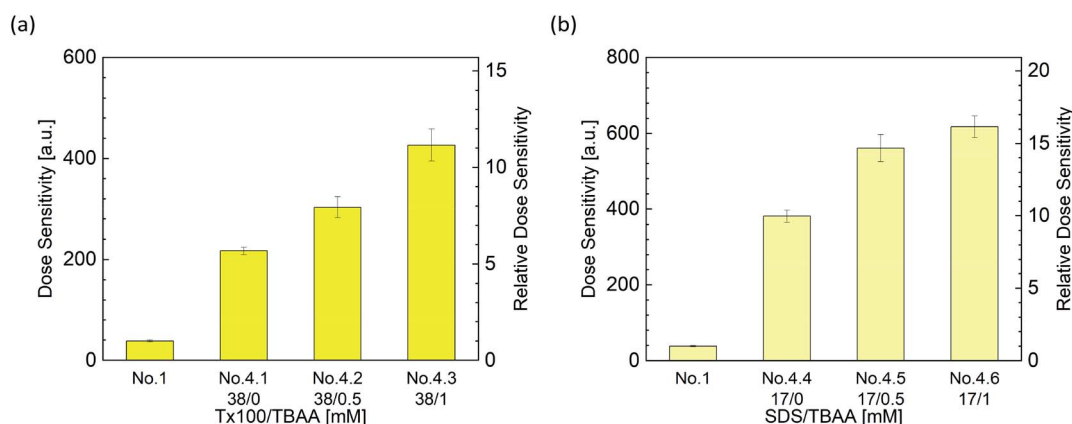 (a)
600
400
200
0
Dose Sensitivity [a.u.]
15
10
5
0
Relative Dose Sensitivity
No.1 No.4.1 No.4.2 No.4.3
38/0 38/0.5 38/1
Tx100/TBAA [mM]
(b)
800
600
400
200
0
Dose Sensitivity [a.u.]
20
15
10
5
0
Relative Dose Sensitivity
No.1 No.4.4 No.4.5 No.4.6
17/0 17/0.5 17/1
SDS/TBAA [mM]